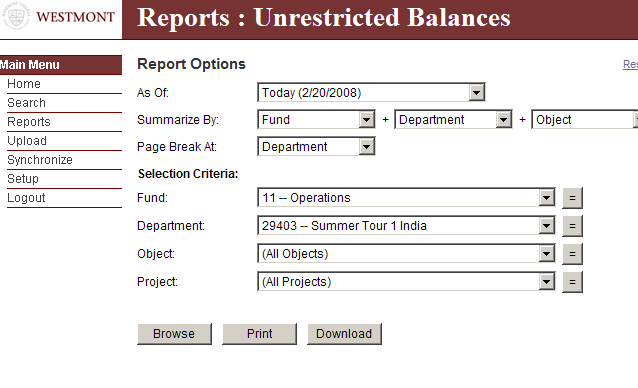 WESTMONT
Reports : Unrestricted Balances
Main Menu
Home
Search
Reports
Upload
Synchronize
Setup
Logout
Report Options
Res
As Of: Today (2/20/2008)
Summarize By: Fund + Department + Object
Page Break At: Department
Selection Criteria:
Fund: 11 -- Operations =
Department: 29403 -- Summer Tour 1 India =
Object: (All Objects) =
Project: (All Projects) =
Browse Print Download